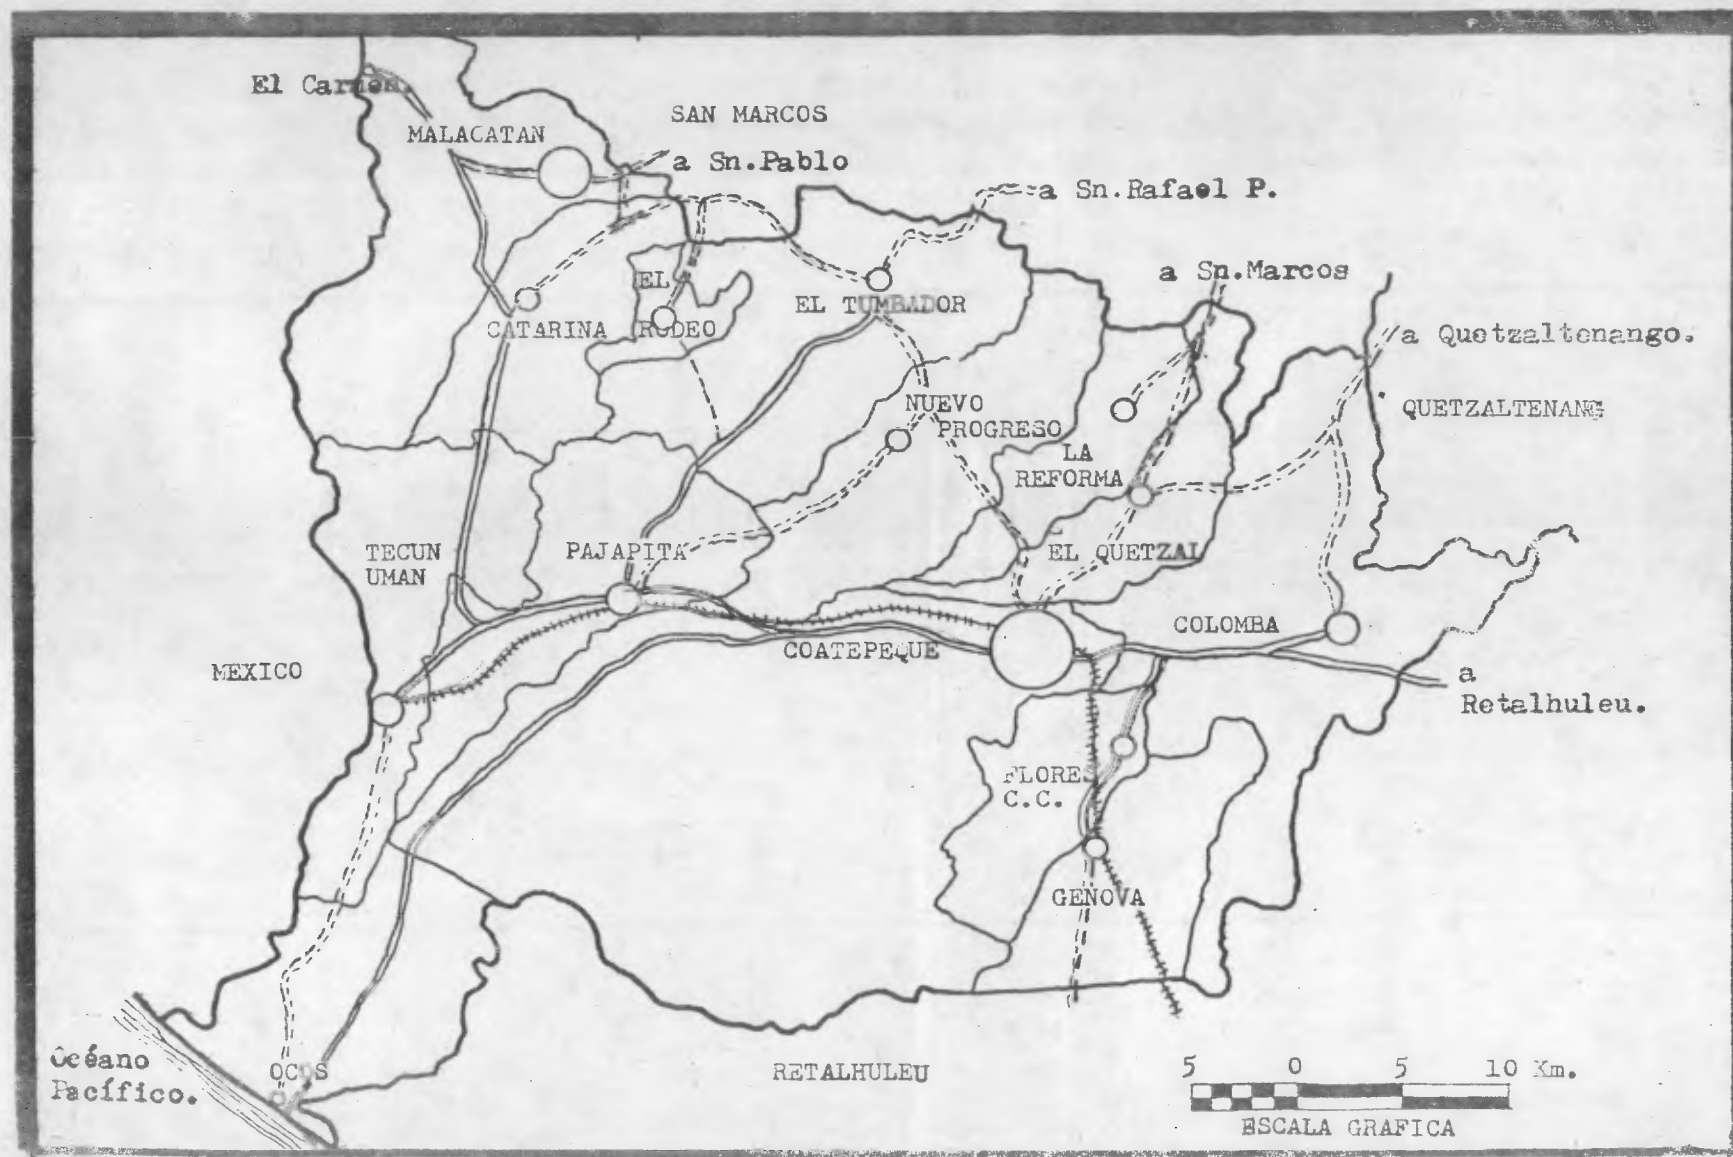 El Carmen.
MALACATAN
SAN MARCOS
a Sn.Pablo
a Sn.Rafael P.
a Sn.Marcos
a Quetzaltenango.
QUETZALTENANG
EL
RODEO
CATARINA
EL TUMBADOR
NUEVO
PROGRESO
LA
REFORMA
TECUN
UMAN
PAJAPITA
EL QUETZAL
COLOMBA
COATEPEQUE
MEXICO
a
Retalhuleu.
FLORES
C.C.
GENOVA
OCOS
Océano
Pacífico.
RETALHULEU
5 0 5 10 Km.
ESCALA GRAFICA